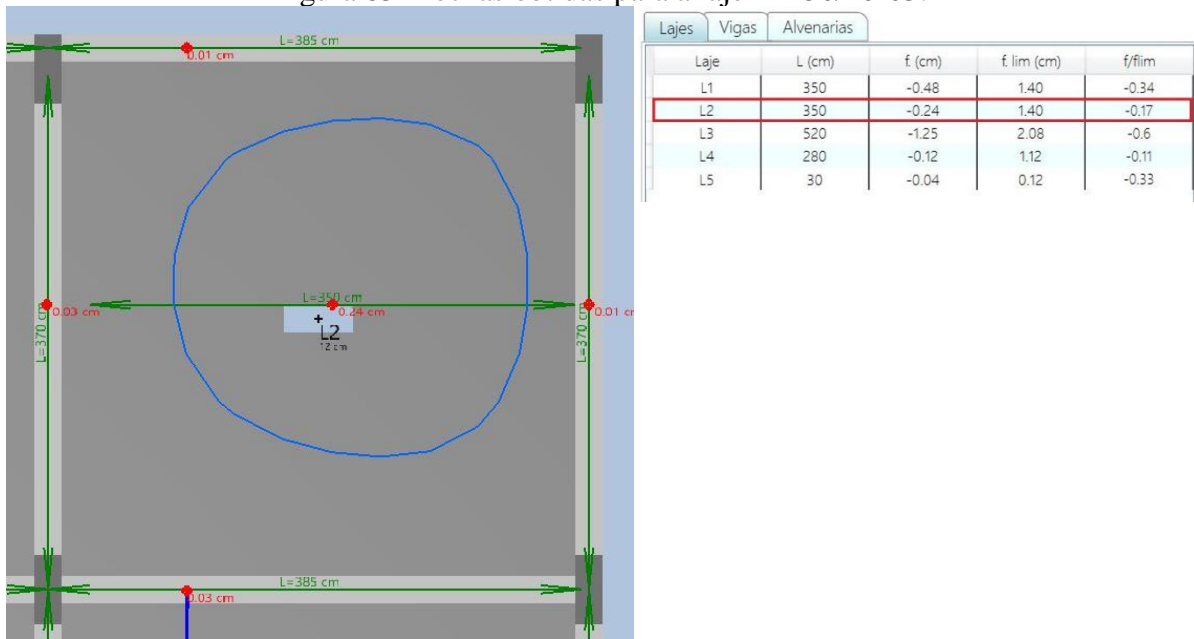 L=385 cm
0.01 cm
L=370 cm
0.03 cm
L=350 cm
0.24 cm
L2
12 cm
L=370 cm
0.01
L=385 cm
0.03 cm
Lajes Vigas Alvenarias
Laje L (cm) f. (cm) f. lim (cm) f/flim
L1 350 -0.48 1.40 -0.34
L2 350 -0.24 1.40 -0.17
L3 520 -1.25 2.08 -0.6
L4 280 -0.12 1.12 -0.11
L5 30 -0.04 0.12 -0.33